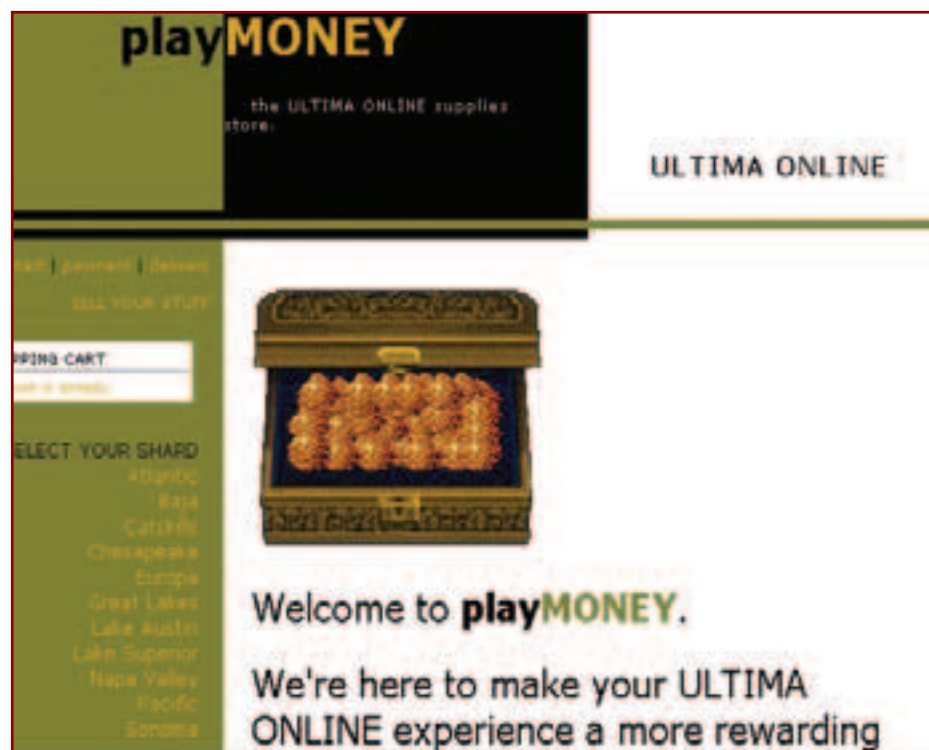 playMONEY
the ULTIMA ONLINE supplies
store.
ULTIMA ONLINE
| payment | delivery
SELL YOUR STUFF
PPING CART
ELECT YOUR SHARD
Atlantic
Baja
Catskills
Chesapeake
Europa
Great Lakes
Lake Austin
Lake Superior
Napa Valley
Pacific
Sonoma
Welcome to playMONEY.
We're here to make your ULTIMA
ONLINE experience a more rewarding